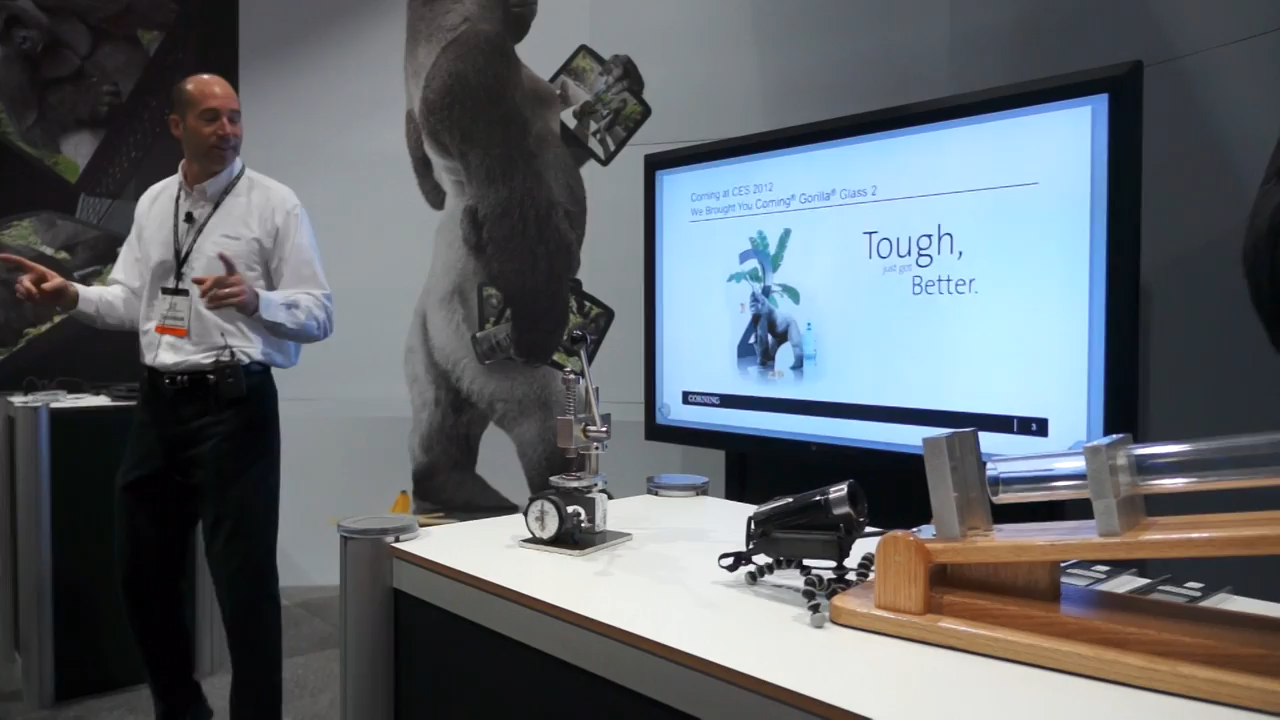 Corning at CES 2012
We Brought You Corning® Gorilla® Glass 2
Tough,
just got
Better.
CORNING
3